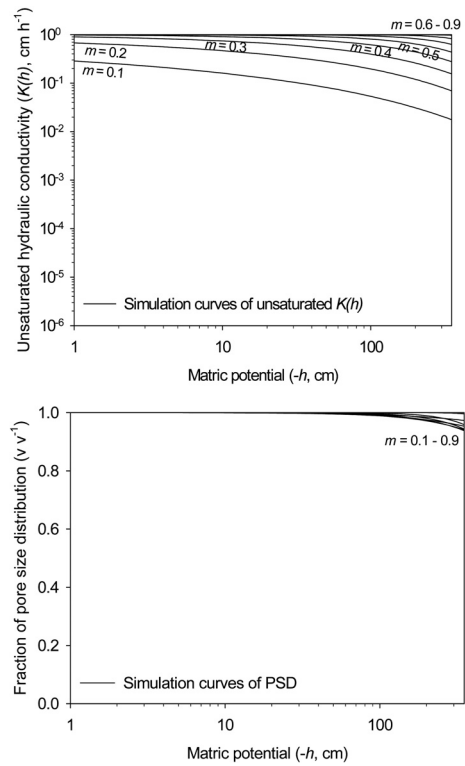 m = 0.6 - 0.9
10⁰
m = 0.2
m = 0.3
m = 0.4
m = 0.5
m = 0.1
10⁻¹
10⁻²
10⁻³
10⁻⁴
10⁻⁵
10⁻⁶
Unsaturated hydraulic conductivity (K(h), cm h⁻¹)
Simulation curves of unsaturated K(h)
1 10 100
Matric potential (-h, cm)
1.0
m = 0.1 - 0.9
0.8
0.6
0.4
0.2
0.0
Fraction of pore size distribution (v v⁻¹)
Simulation curves of PSD
1 10 100
Matric potential (-h, cm)